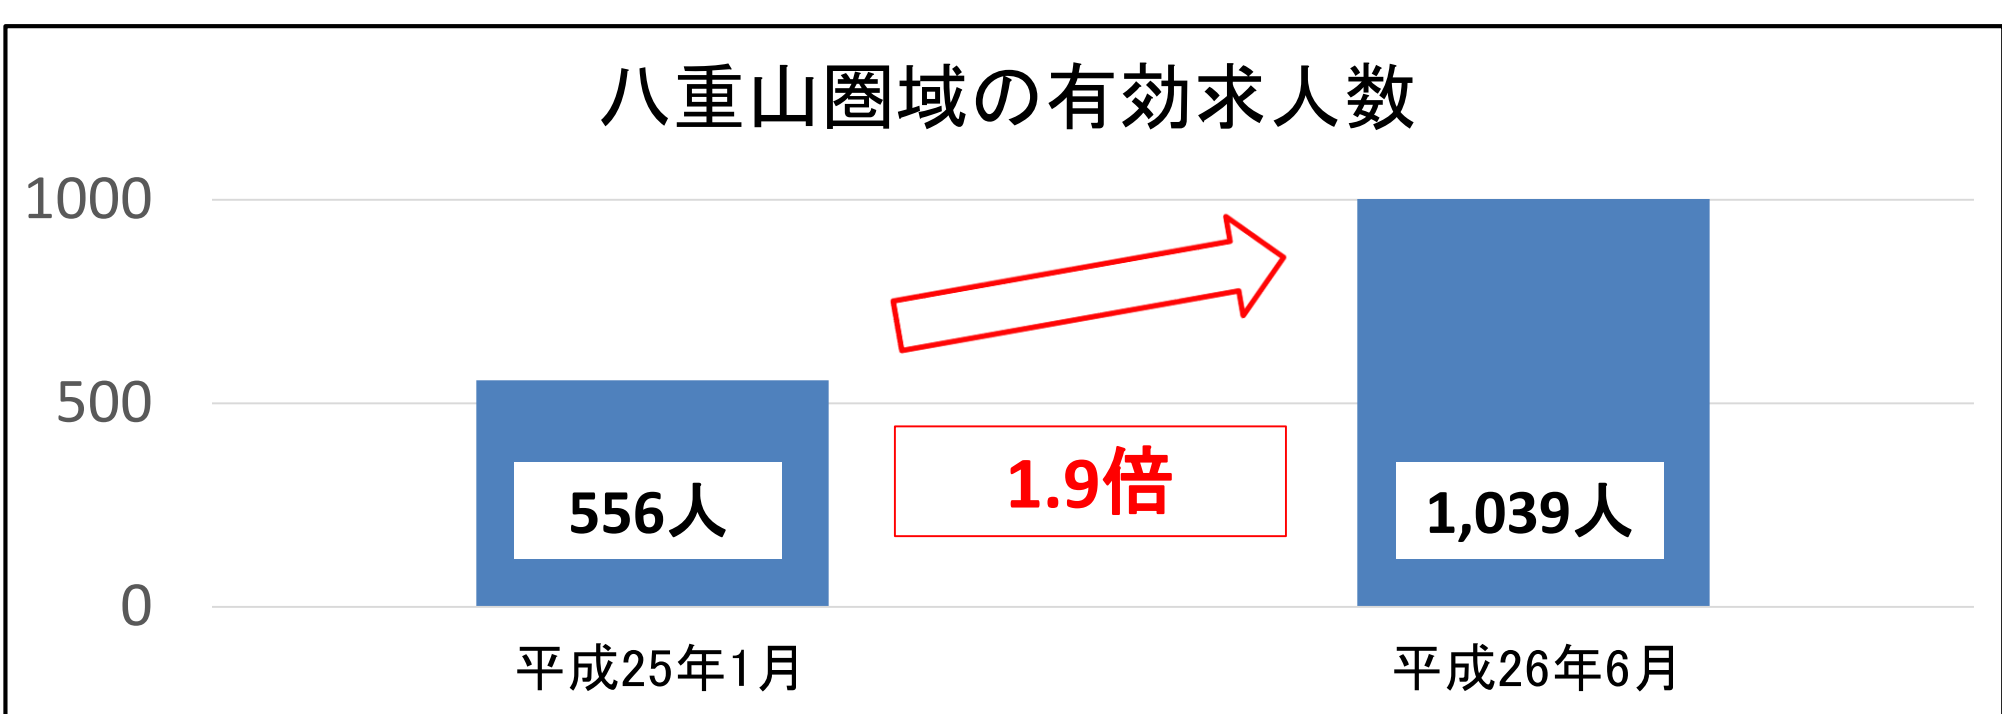 八重山圏域の有効求人数
1000
500
0
556人
1.9倍
1,039人
平成25年1月
平成26年6月